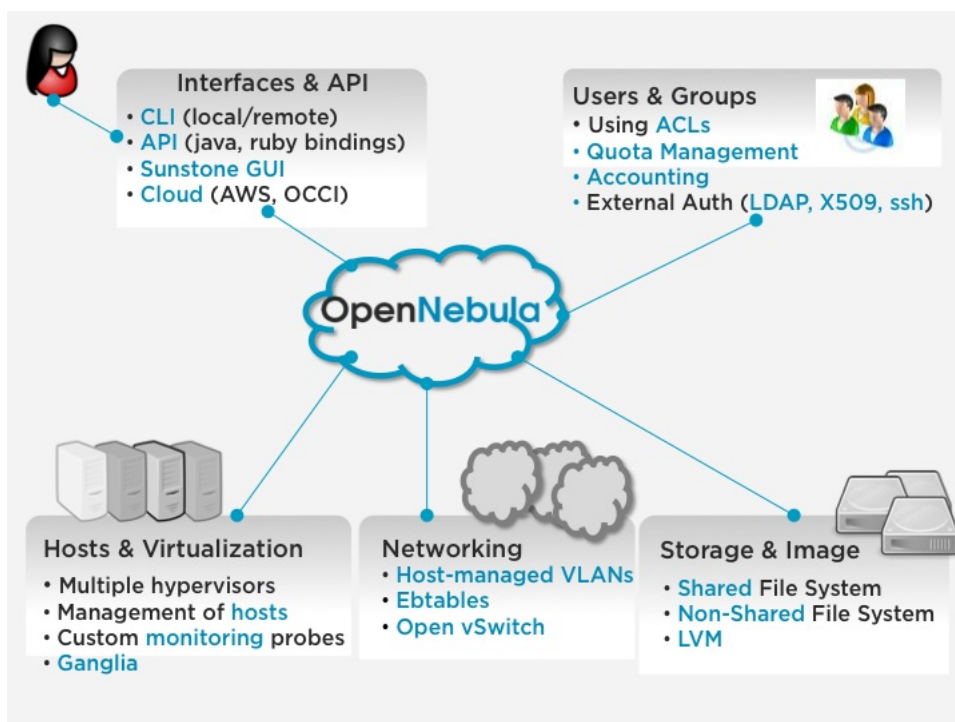 Interfaces & API
• CLI (local/remote)
• API (java, ruby bindings)
• Sunstone GUI
• Cloud (AWS, OCCI)
Users & Groups
• Using ACLs
• Quota Management
• Accounting
• External Auth (LDAP, X509, ssh)
OpenNebula
Hosts & Virtualization
• Multiple hypervisors
• Management of hosts
• Custom monitoring probes
• Ganglia
Networking
• Host-managed VLANs
• Ebtables
• Open vSwitch
Storage & Image
• Shared File System
• Non-Shared File System
• LVM